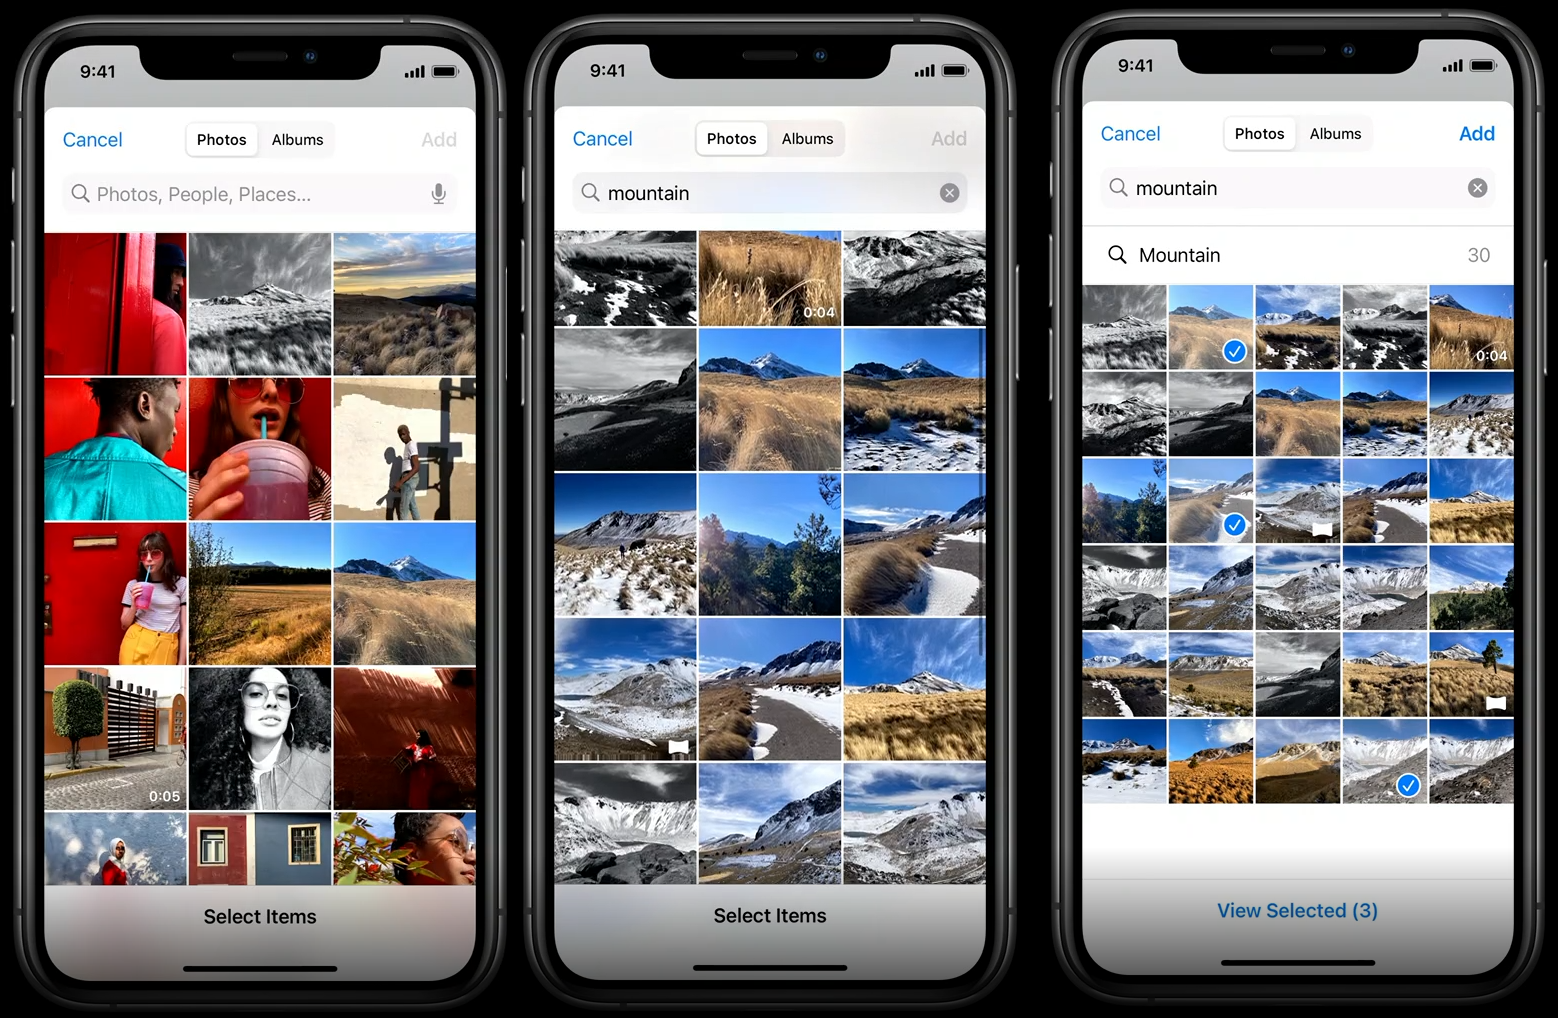 9:41
Cancel Photos Albums Add
Photos, People, Places...
0:05
Select Items
9:41
Cancel Photos Albums Add
mountain
0:04
Select Items
9:41
Cancel Photos Albums Add
mountain
Mountain 30
0:04
View Selected (3)